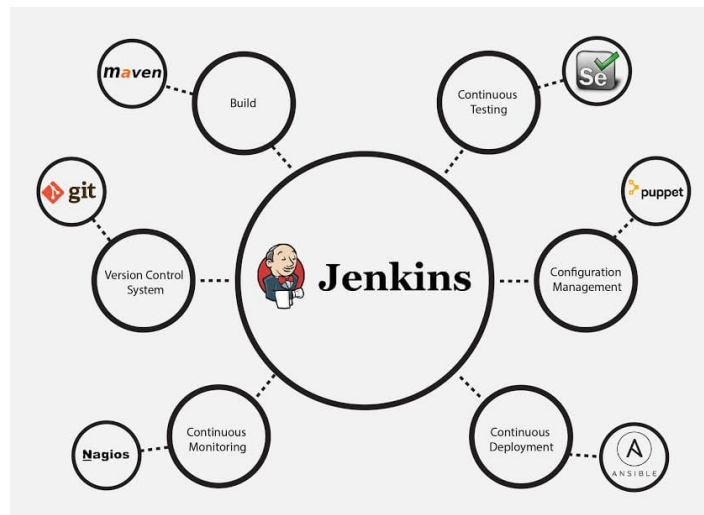 maven
Build
Continuous
Testing
Se
git
Version Control
System
Jenkins
puppet
Configuration
Management
Nagios
Continuous
Monitoring
Continuous
Deployment
A
ANSIBLE